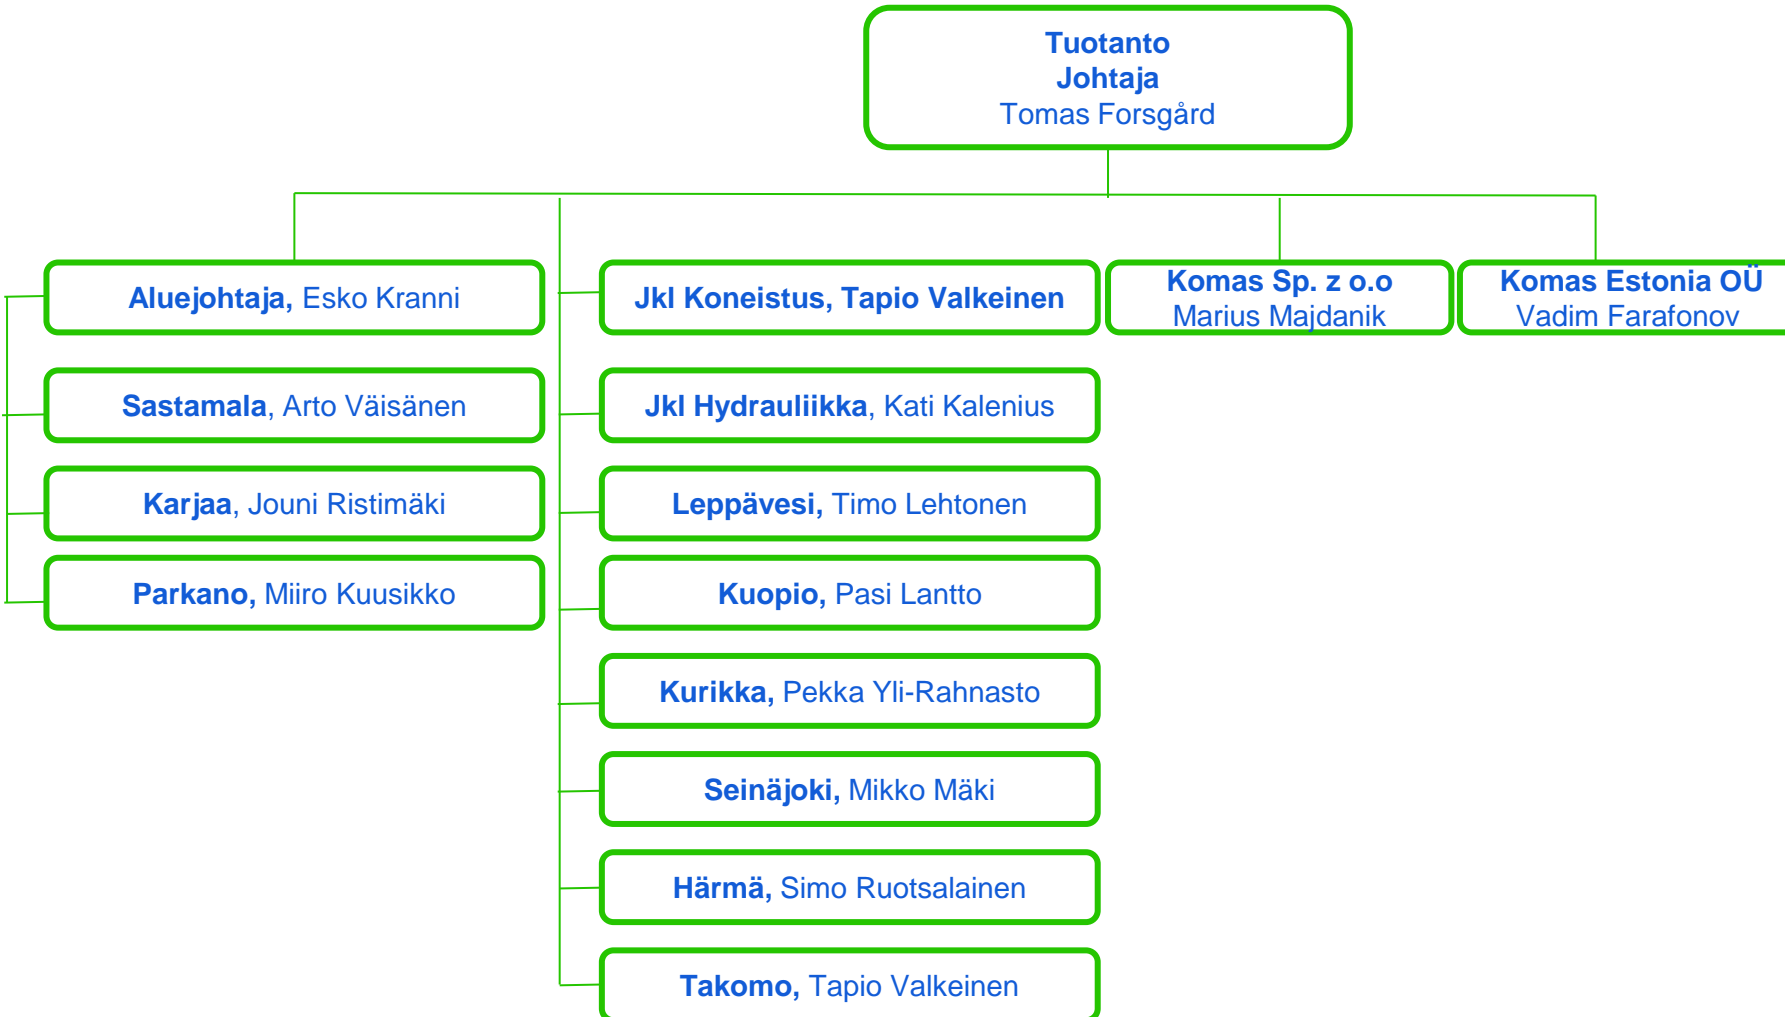 Tuotanto
Johtaja
Tomas Forsgård
Aluejohtaja, Esko Kranni
Sastamala, Arto Väisänen
Karjaa, Jouni Ristimäki
Parkano, Miiro Kuusikko
Jkl Koneistus, Tapio Valkeinen
Jkl Hydrauliikka, Kati Kalenius
Leppävesi, Timo Lehtonen
Kuopio, Pasi Lantto
Kurikka, Pekka Yli-Rahnasto
Seinäjoki, Mikko Mäki
Härmä, Simo Ruotsalainen
Takomo, Tapio Valkeinen
Komas Sp. z o.o
Marius Majdanik
Komas Estonia OÜ
Vadim Farafonov